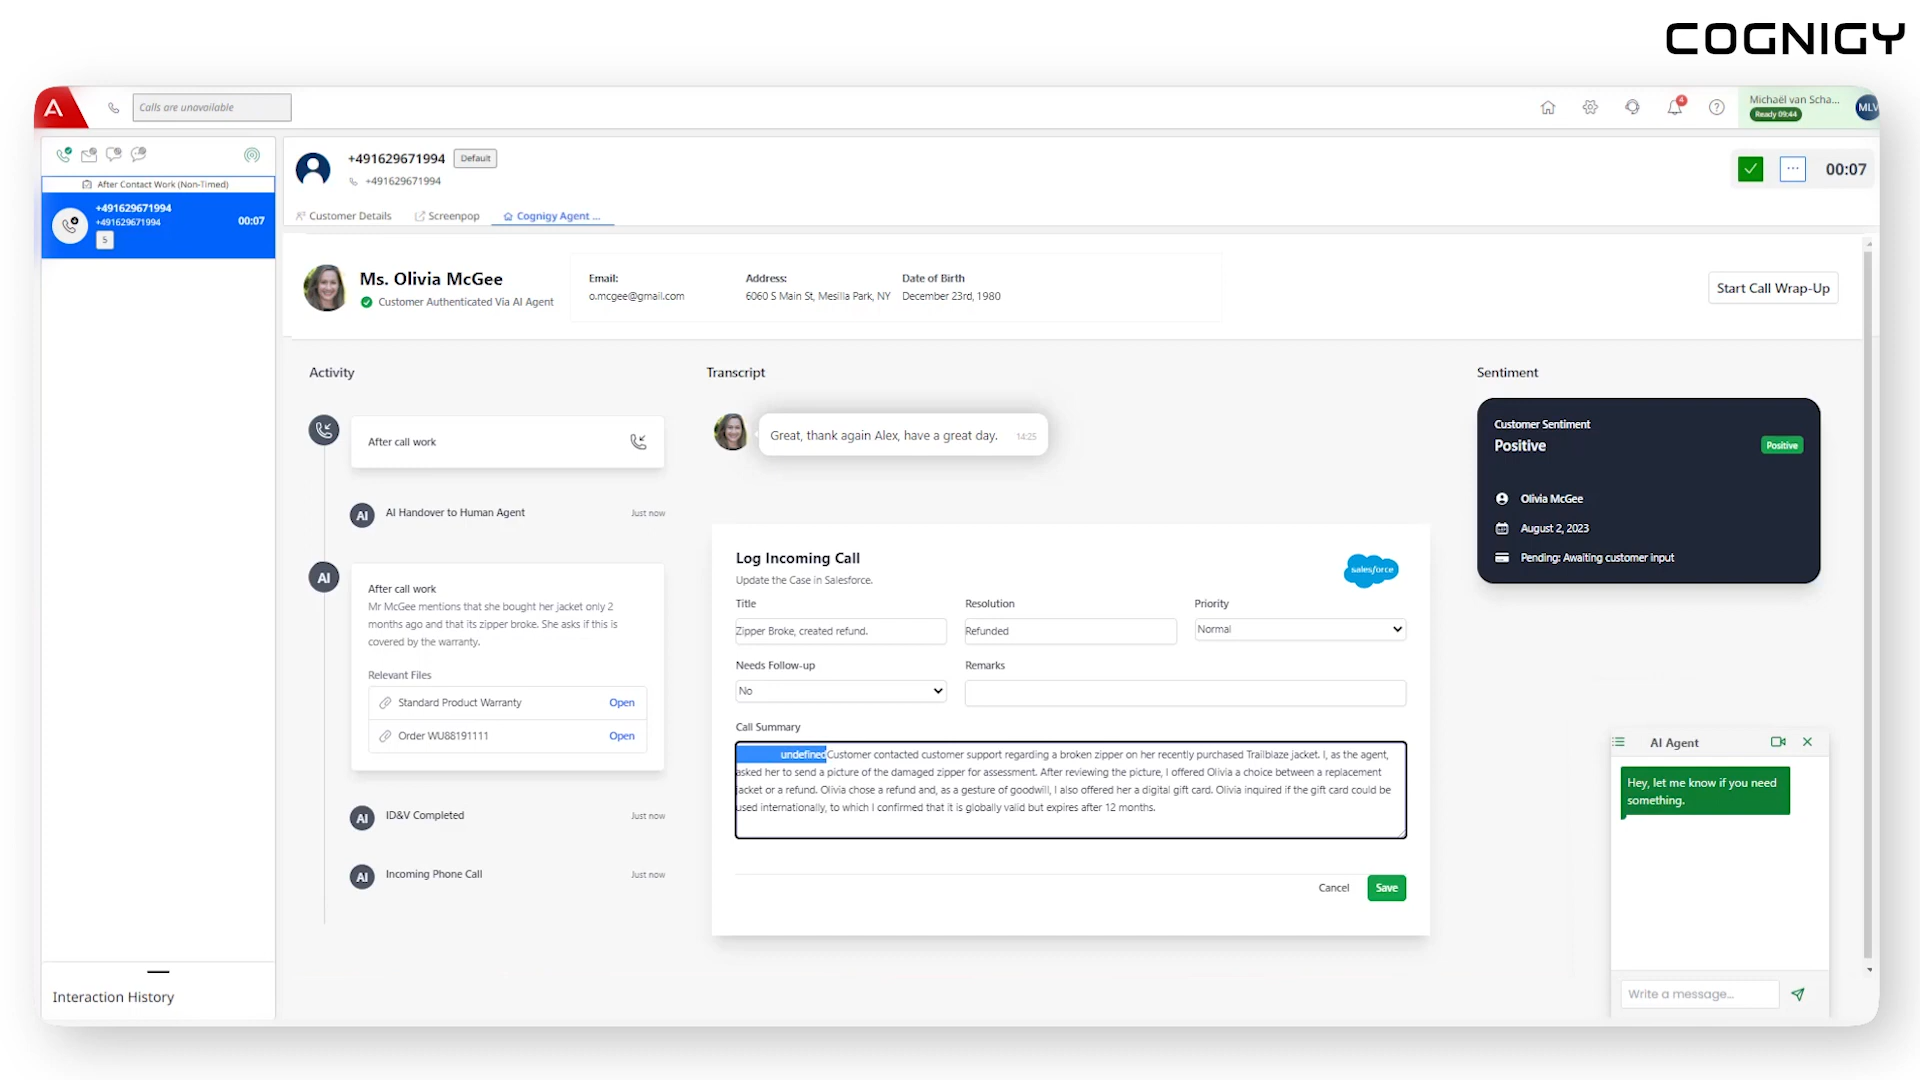 COGNIGY
A
Calls are unavailable
4
?
Michaël van Scha...
Ready 09:44
MLV
After Contact Work (Non-Timed)
+491629671994
+491629671994
5
00:07
+491629671994
Default
+491629671994
00:07
Customer Details
Screenpop
Cognigy Agent ...
Ms. Olivia McGee
Customer Authenticated Via AI Agent
Email:
o.mcgee@gmail.com
Address:
6060 S Main St, Mesilla Park, NY
Date of Birth
December 23rd, 1980
Start Call Wrap-Up
Activity
After call work
AI
AI Handover to Human Agent
Just now
AI
After call work
Mr McGee mentions that she bought her jacket only 2
months ago and that its zipper broke. She asks if this is
covered by the warranty.
Relevant Files
Standard Product Warranty
Open
Order WU88191111
Open
AI
ID&V Completed
Just now
AI
Incoming Phone Call
Just now
Interaction History
Transcript
Great, thank again Alex, have a great day.
14:25
Log Incoming Call
Update the Case in Salesforce.
salesforce
Title
Zipper Broke, created refund.
Resolution
Refunded
Priority
Normal
Needs Follow-up
No
Remarks
Call Summary
undefinedCustomer contacted customer support regarding a broken zipper on her recently purchased Trailblaze jacket. I, as the agent,
asked her to send a picture of the damaged zipper for assessment. After reviewing the picture, I offered Olivia a choice between a replacement
jacket or a refund. Olivia chose a refund and, as a gesture of goodwill, I also offered her a digital gift card. Olivia inquired if the gift card could be
used internationally, to which I confirmed that it is globally valid but expires after 12 months.
Cancel
Save
Sentiment
Customer Sentiment
Positive
Positive
Olivia McGee
August 2, 2023
Pending: Awaiting customer input
AI Agent
Hey, let me know if you need
something.
Write a message...